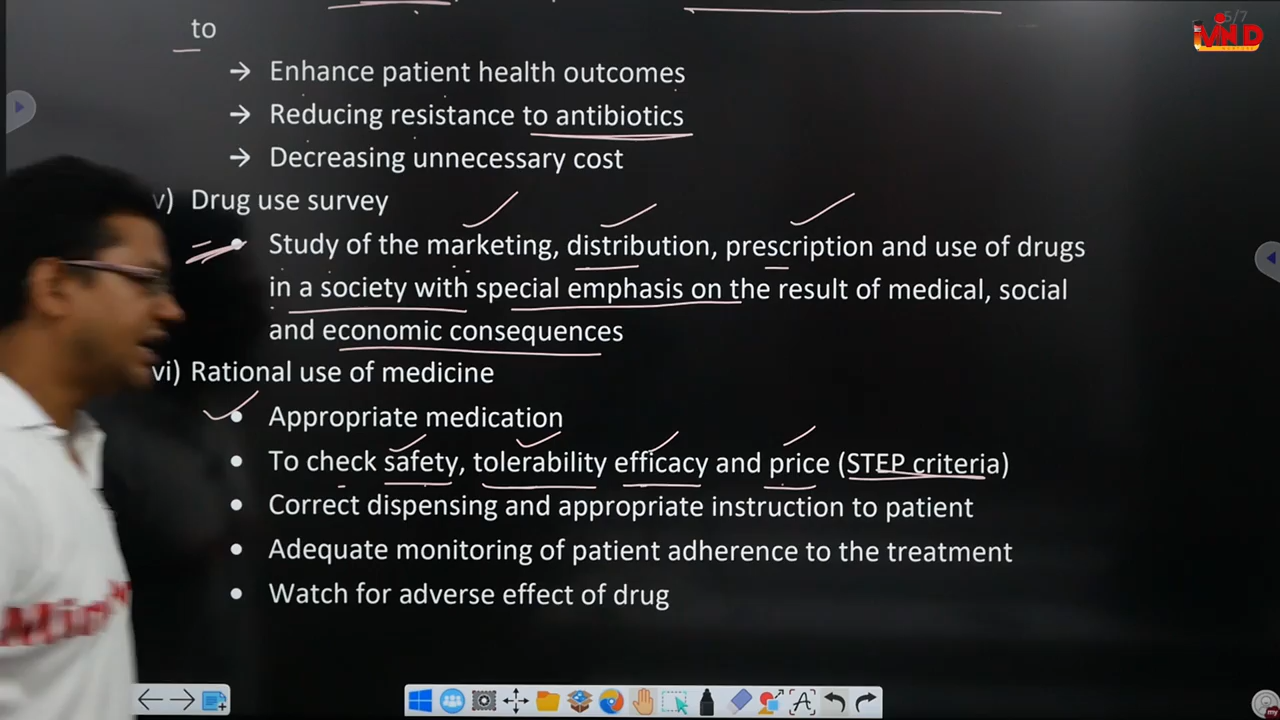 5/7
MIND
to
→ Enhance patient health outcomes
→ Reducing resistance to antibiotics
→ Decreasing unnecessary cost
v) Drug use survey
• Study of the marketing, distribution, prescription and use of drugs
in a society with special emphasis on the result of medical, social
and economic consequences
vi) Rational use of medicine
• Appropriate medication
• To check safety, tolerability efficacy and price (STEP criteria)
• Correct dispensing and appropriate instruction to patient
• Adequate monitoring of patient adherence to the treatment
• Watch for adverse effect of drug